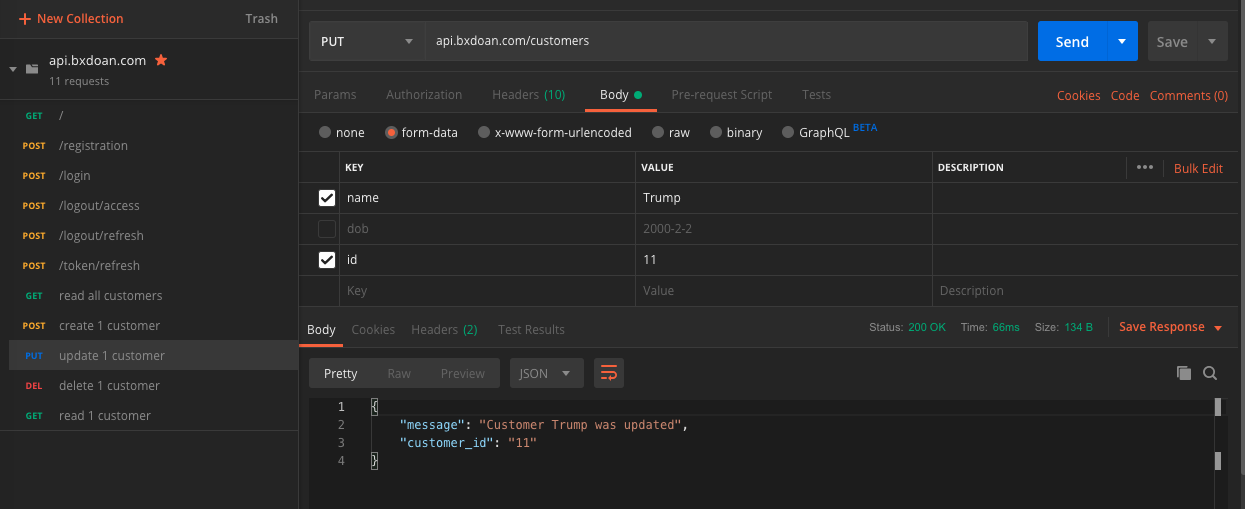 + New Collection Trash
api.bxdoan.com
11 requests
GET /
POST /registration
POST /login
POST /logout/access
POST /logout/refresh
POST /token/refresh
GET read all customers
POST create 1 customer
PUT update 1 customer
DEL delete 1 customer
GET read 1 customer
PUT api.bxdoan.com/customers Send Save
Params Authorization Headers (10) Body Pre-request Script Tests Cookies Code Comments (0)
none form-data x-www-form-urlencoded raw binary GraphQL BETA
KEY VALUE DESCRIPTION ••• Bulk Edit
name Trump
dob 2000-2-2
id 11
Key Value Description
Body Cookies Headers (2) Test Results Status: 200 OK Time: 66ms Size: 134 B Save Response
Pretty Raw Preview JSON
1 {
2 "message": "Customer Trump was updated",
3 "customer_id": "11"
4 }